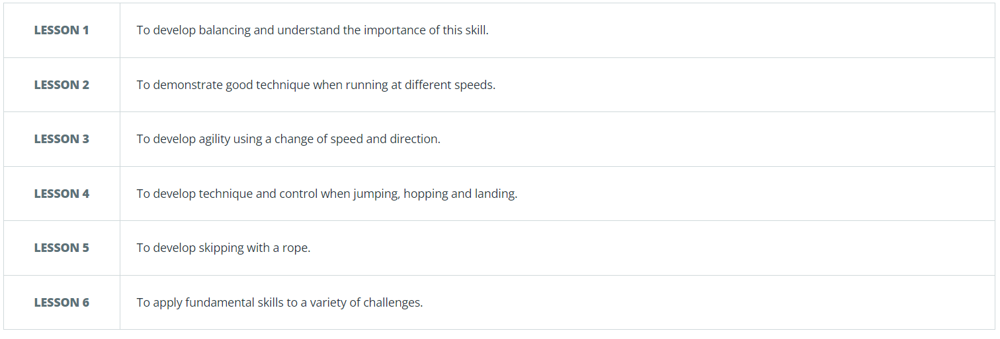 LESSON 1 To develop balancing and understand the importance of this skill.
LESSON 2 To demonstrate good technique when running at different speeds.
LESSON 3 To develop agility using a change of speed and direction.
LESSON 4 To develop technique and control when jumping, hopping and landing.
LESSON 5 To develop skipping with a rope.
LESSON 6 To apply fundamental skills to a variety of challenges.